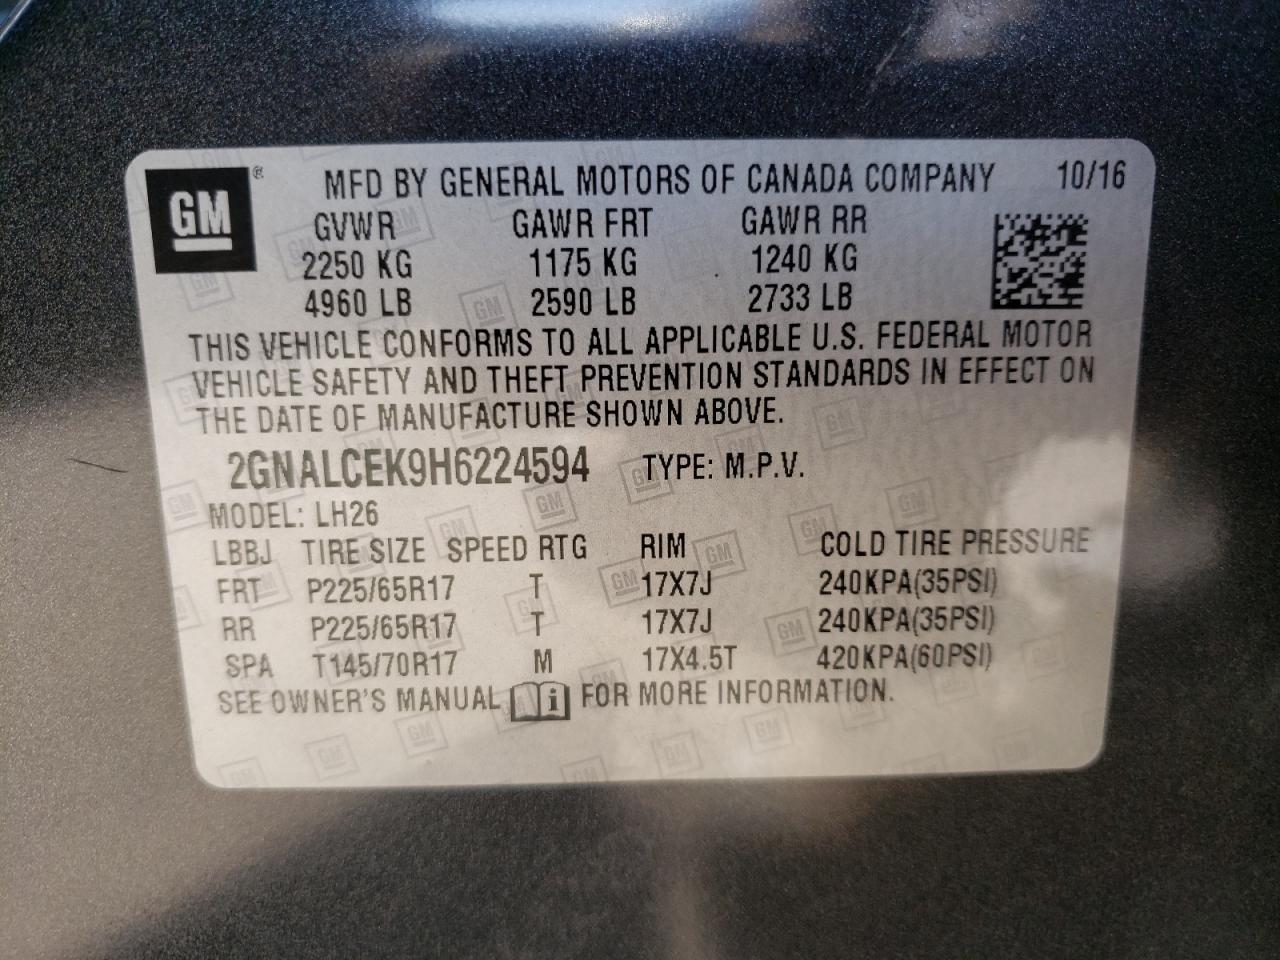 GM ® MFD BY GENERAL MOTORS OF CANADA COMPANY 10/16
GVWR GAWR FRT GAWR RR
2250 KG 1175 KG 1240 KG
4960 LB 2590 LB 2733 LB
THIS VEHICLE CONFORMS TO ALL APPLICABLE U.S. FEDERAL MOTOR
VEHICLE SAFETY AND THEFT PREVENTION STANDARDS IN EFFECT ON
THE DATE OF MANUFACTURE SHOWN ABOVE.
2GNALCEK9H6224594 TYPE: M.P.V.
MODEL: LH26
LBBJ TIRE SIZE SPEED RTG RIM COLD TIRE PRESSURE
FRT P225/65R17 T 17X7J 240KPA(35PSI)
RR P225/65R17 T 17X7J 240KPA(35PSI)
SPA T145/70R17 M 17X4.5T 420KPA(60PSI)
SEE OWNER'S MANUAL i FOR MORE INFORMATION.